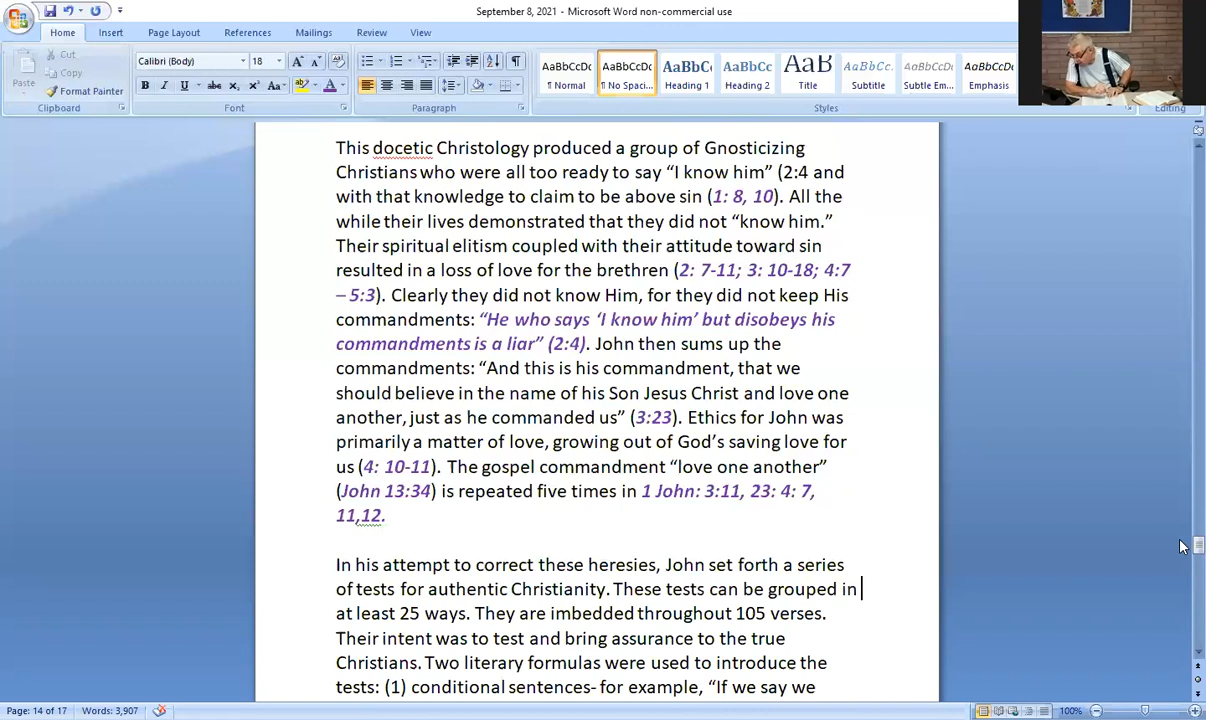 September 8, 2021 - Microsoft Word non-commercial use
Home Insert Page Layout References Mailings Review View
Paste
Cut
Copy
Format Painter
Clipboard
Calibri (Body) 18
Font
Paragraph
AaBbCcDc AaBbCcDc AaBbC AaBbCc AaB AaBbCc AaBbCcDc AaBbCcDc
¶ Normal ¶ No Spaci... Heading 1 Heading 2 Title Subtitle Subtle Em... Emphasis
Styles
Editing
This docetic Christology produced a group of Gnosticizing
Christians who were all too ready to say “I know him” (2:4 and
with that knowledge to claim to be above sin (1: 8, 10). All the
while their lives demonstrated that they did not “know him.”
Their spiritual elitism coupled with their attitude toward sin
resulted in a loss of love for the brethren (2: 7-11; 3: 10-18; 4:7
– 5:3). Clearly they did not know Him, for they did not keep His
commandments: “He who says ‘I know him’ but disobeys his
commandments is a liar” (2:4). John then sums up the
commandments: “And this is his commandment, that we
should believe in the name of his Son Jesus Christ and love one
another, just as he commanded us” (3:23). Ethics for John was
primarily a matter of love, growing out of God’s saving love for
us (4: 10-11). The gospel commandment “love one another”
(John 13:34) is repeated five times in 1 John: 3:11, 23: 4: 7,
11,12.
In his attempt to correct these heresies, John set forth a series
of tests for authentic Christianity. These tests can be grouped in
at least 25 ways. They are imbedded throughout 105 verses.
Their intent was to test and bring assurance to the true
Christians. Two literary formulas were used to introduce the
tests: (1) conditional sentences- for example, “If we say we
Page: 14 of 17 Words: 3,907 100%